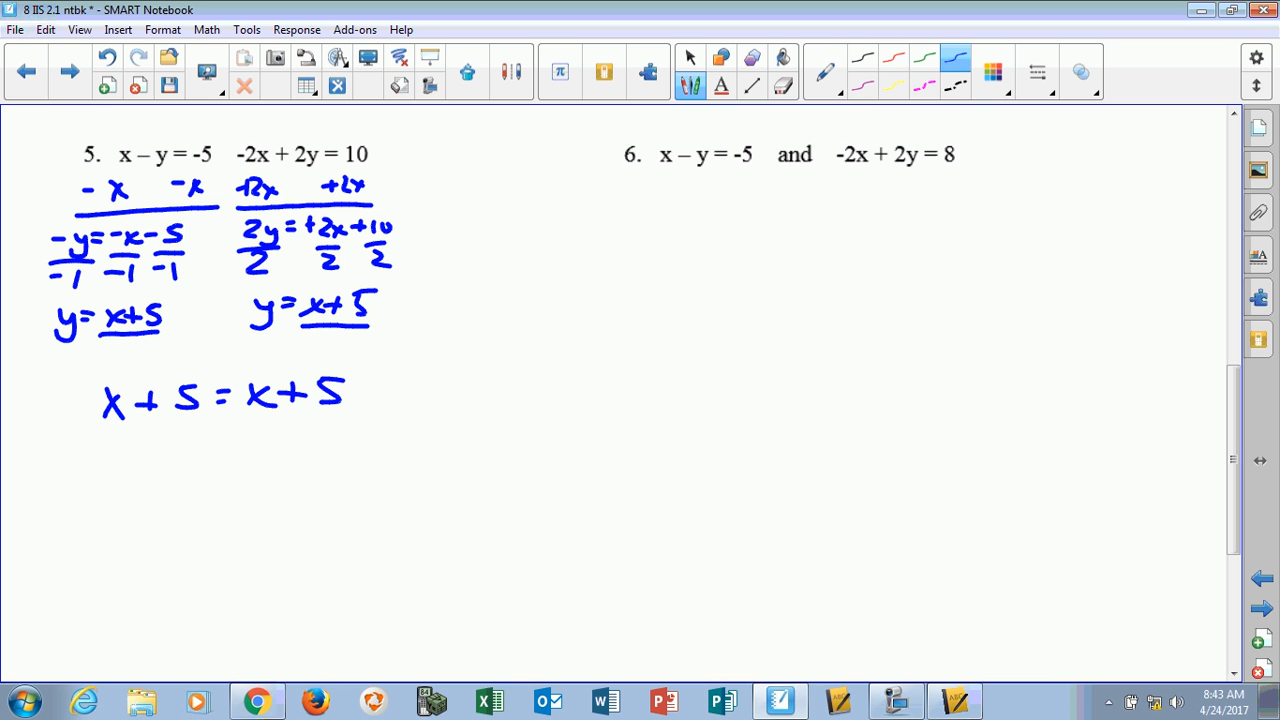 8 IIS 2.1 ntbk * - SMART Notebook
File Edit View Insert Format Math Tools Response Add-ons Help
5. x – y = -5 -2x + 2y = 10
6. x – y = -5 and -2x + 2y = 8
- x -x +2x +2x
-y = -x - 5 2y = +2x + 10
-1 -1 -1 2 2 2
y = x + 5 y = x + 5
x + 5 = x + 5
8:43 AM
4/24/2017